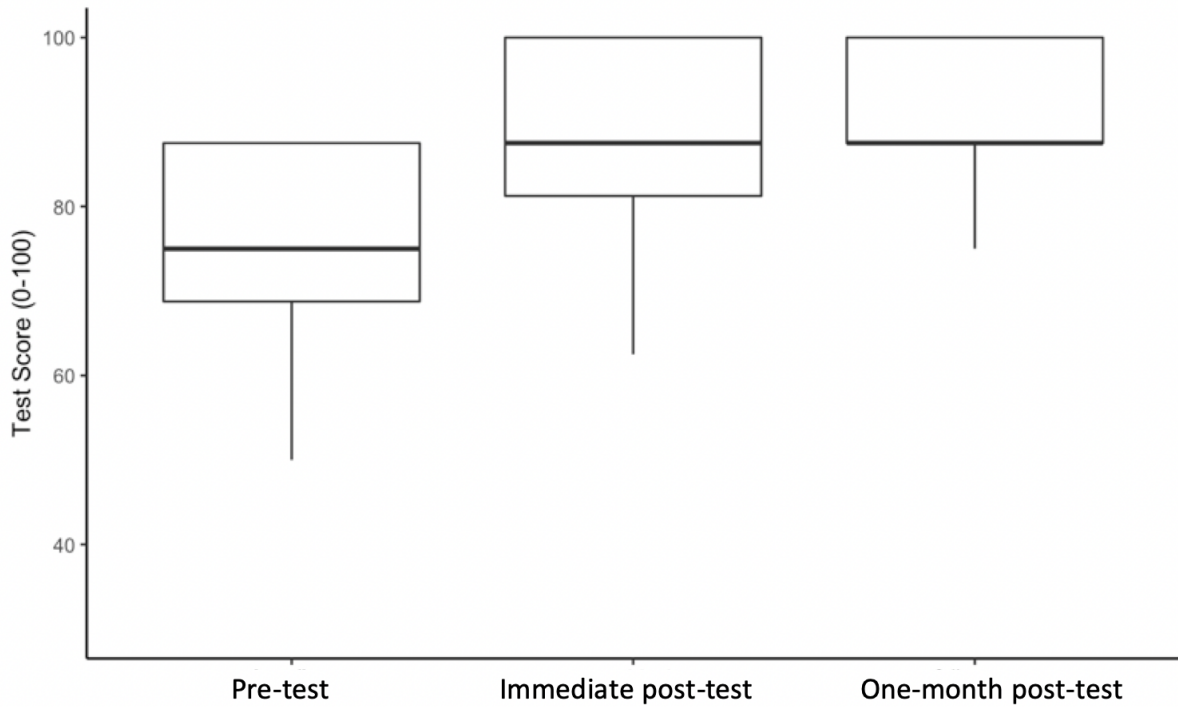 100
80
60
40
Test Score (0-100)
Pre-test
Immediate post-test
One-month post-test